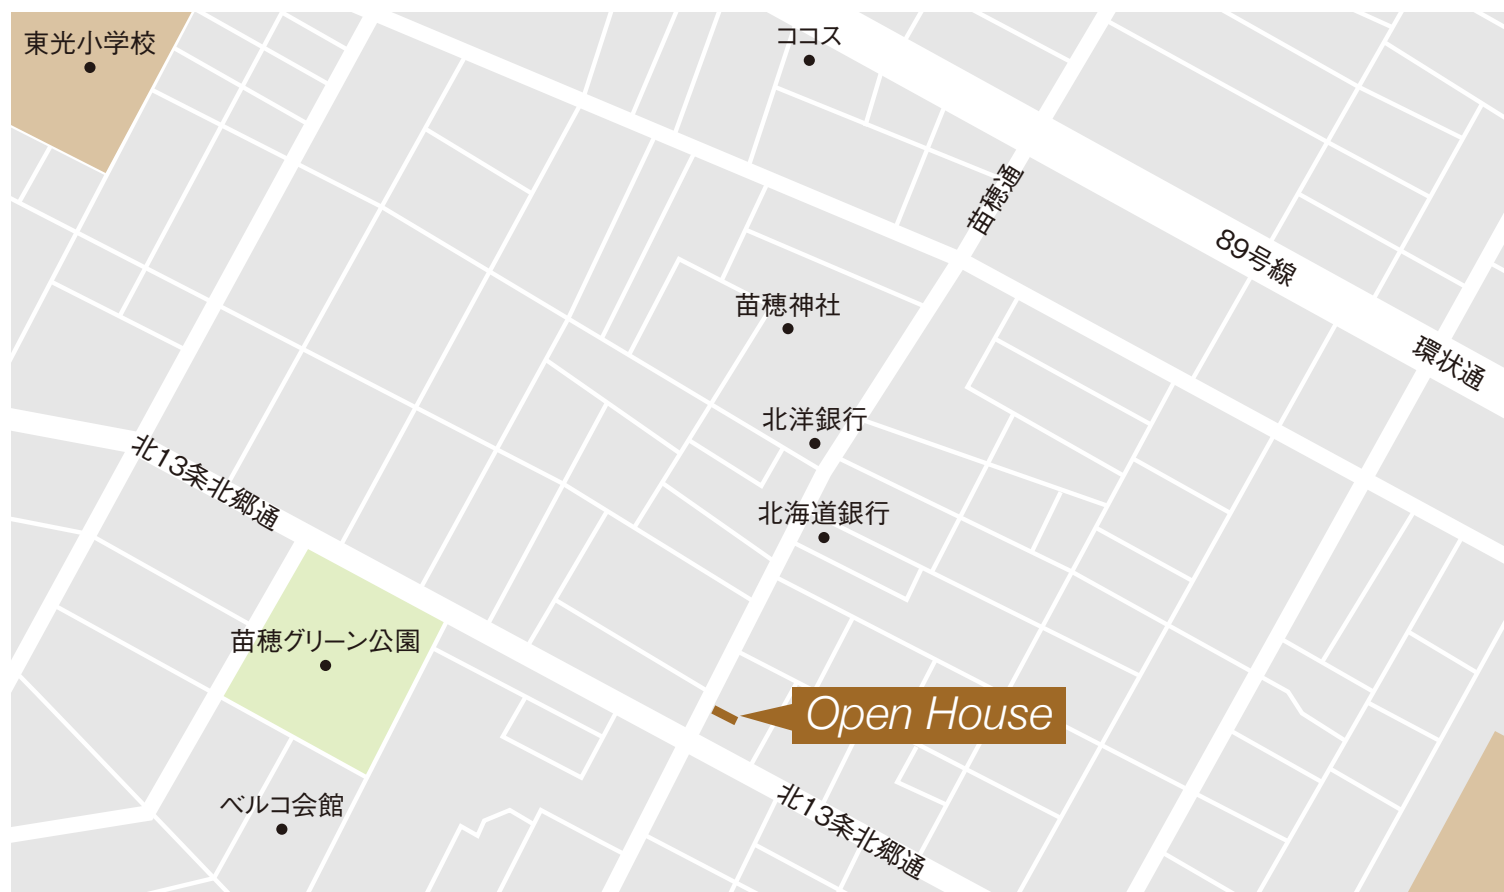 東光小学校
ココス
苗穂通
89号線
苗穂神社
環状通
北洋銀行
北13条北郷通
北海道銀行
苗穂グリーン公園
Open House
ベルコ会館
北13条北郷通